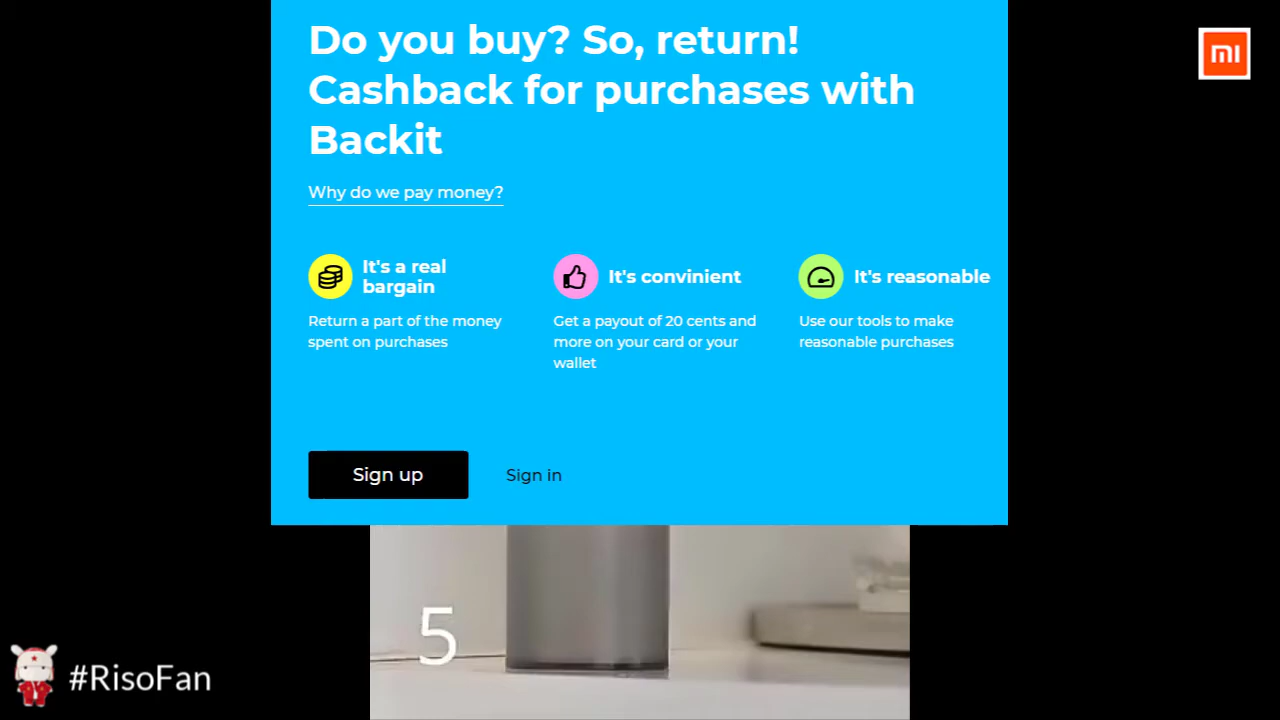 Do you buy? So, return!
Cashback for purchases with
Backit
Why do we pay money?
It's a real
bargain
Return a part of the money
spent on purchases
It's convinient
Get a payout of 20 cents and
more on your card or your
wallet
It's reasonable
Use our tools to make
reasonable purchases
Sign up
Sign in
5
#RisoFan
mi